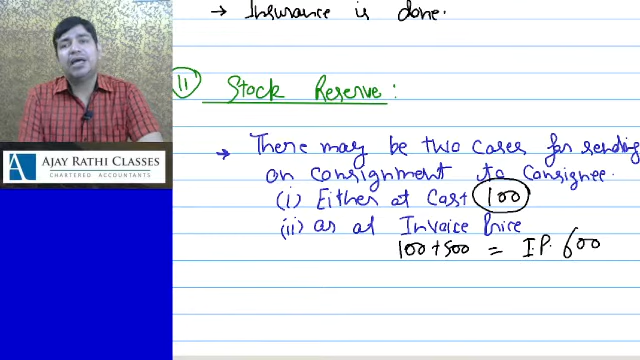 → Insurance is done.
11 Stock Reserve:
→ There may be two cases for sending
on consignment to consignee.
(i) Either at Cost 100
(ii) as at Invoice Price
100 + 500 = I.P. 600
A AJAY RATHI CLASSES
CHARTERED ACCOUNTANTS